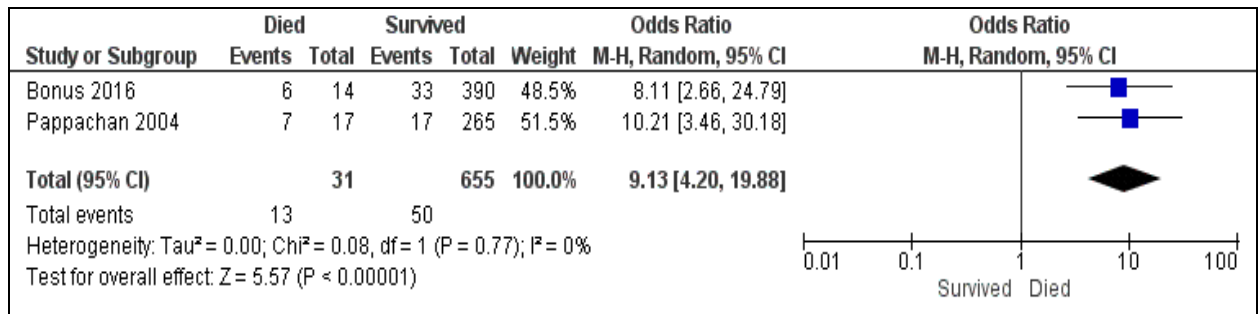 Died Survived Odds Ratio Odds Ratio
Study or Subgroup Events Total Events Total Weight M-H, Random, 95% CI M-H, Random, 95% CI
Bonus 2016 6 14 33 390 48.5% 8.11 [2.66, 24.79]
Pappachan 2004 7 17 17 265 51.5% 10.21 [3.46, 30.18]
Total (95% CI) 31 655 100.0% 9.13 [4.20, 19.88]
Total events 13 50
Heterogeneity: Tau² = 0.00; Chi² = 0.08, df = 1 (P = 0.77); I² = 0%
Test for overall effect: Z = 5.57 (P < 0.00001)
0.01 0.1 1 10 100
Survived Died